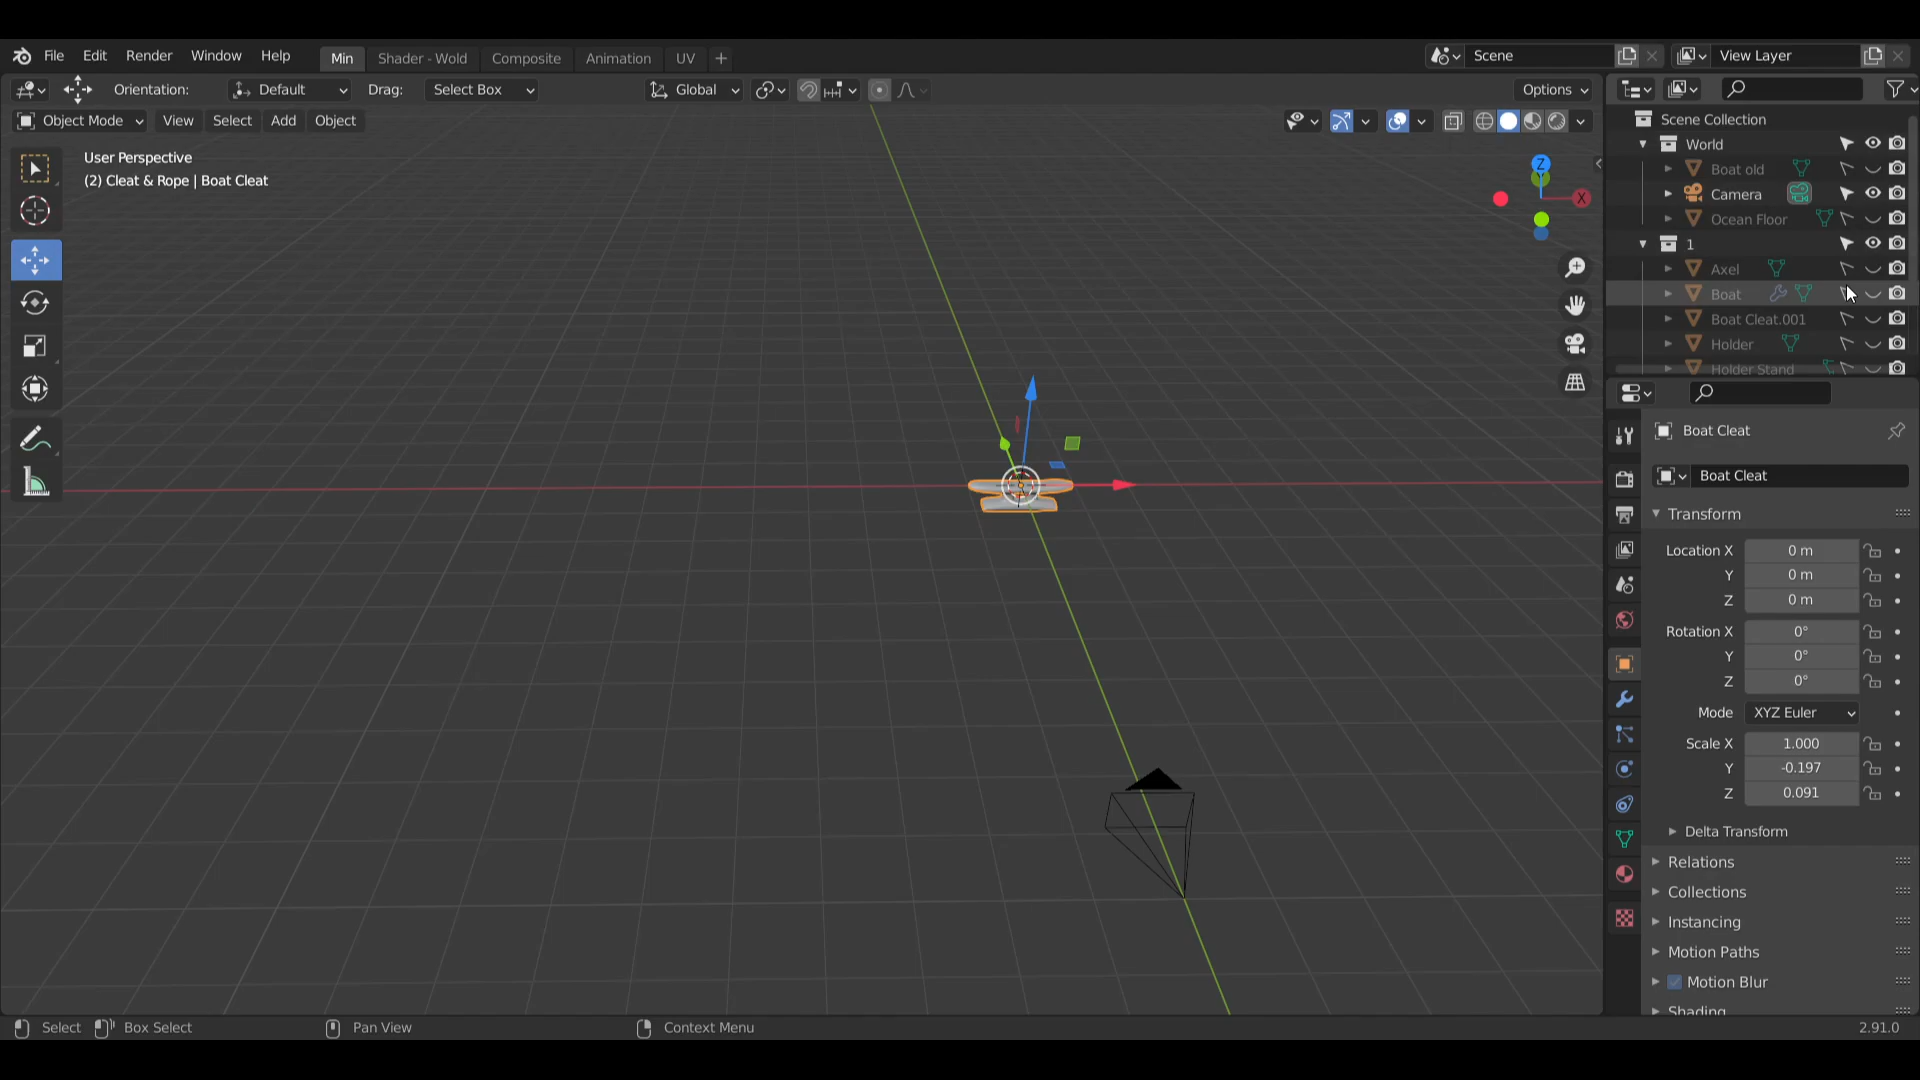 File Edit Render Window Help Min Shader - Wold Composite Animation UV + Scene View Layer
Orientation: Default Drag: Select Box Global Options
Object Mode View Select Add Object
User Perspective
(2) Cleat & Rope | Boat Cleat
Z
X
Scene Collection
World
Boat old
Camera
Ocean Floor
1
Axel
Boat
Boat Cleat.001
Holder
Holder Stand
Boat Cleat
Boat Cleat
Transform
Location X 0 m
Y 0 m
Z 0 m
Rotation X 0°
Y 0°
Z 0°
Mode XYZ Euler
Scale X 1.000
Y -0.197
Z 0.091
Delta Transform
Relations
Collections
Instancing
Motion Paths
Motion Blur
Shading
Select Box Select Pan View Context Menu 2.91.0